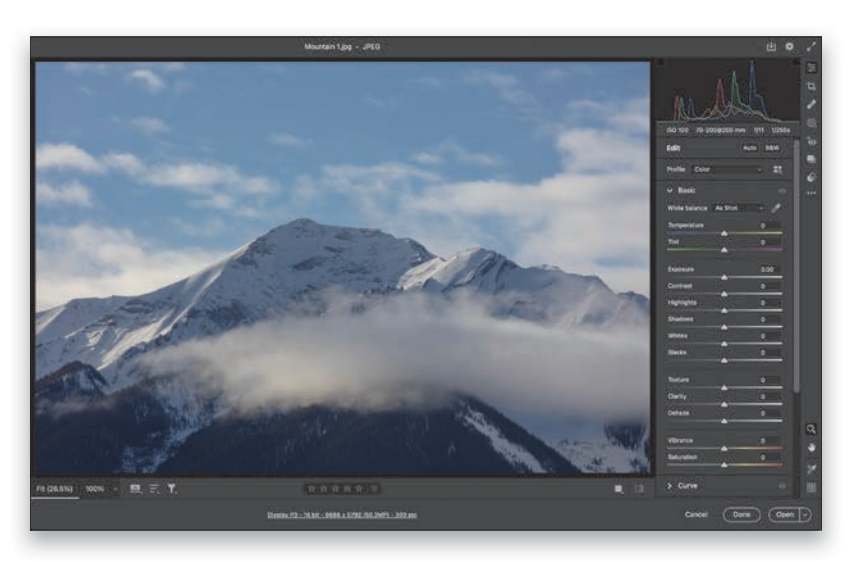 Mountain 1.jpg - JPEG
ISO 100 70-200@200 mm f/11 1/250s
Edit Auto B&W
Profile Color
Basic
White balance As Shot
Temperature 0
Tint 0
Exposure 0.00
Contrast 0
Highlights 0
Shadows 0
Whites 0
Blacks 0
Texture 0
Clarity 0
Dehaze 0
Vibrance 0
Saturation 0
Curve
Fit (26.5%) 100%
Display P3 - 16 bit - 8688 x 5792 (50.3MP) - 300 ppi
Cancel Done Open